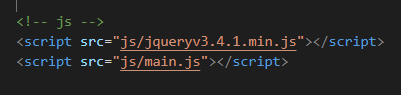 <!-- js -->
<script src="js/jqueryv3.4.1.min.js"></script>
<script src="js/main.js"></script>